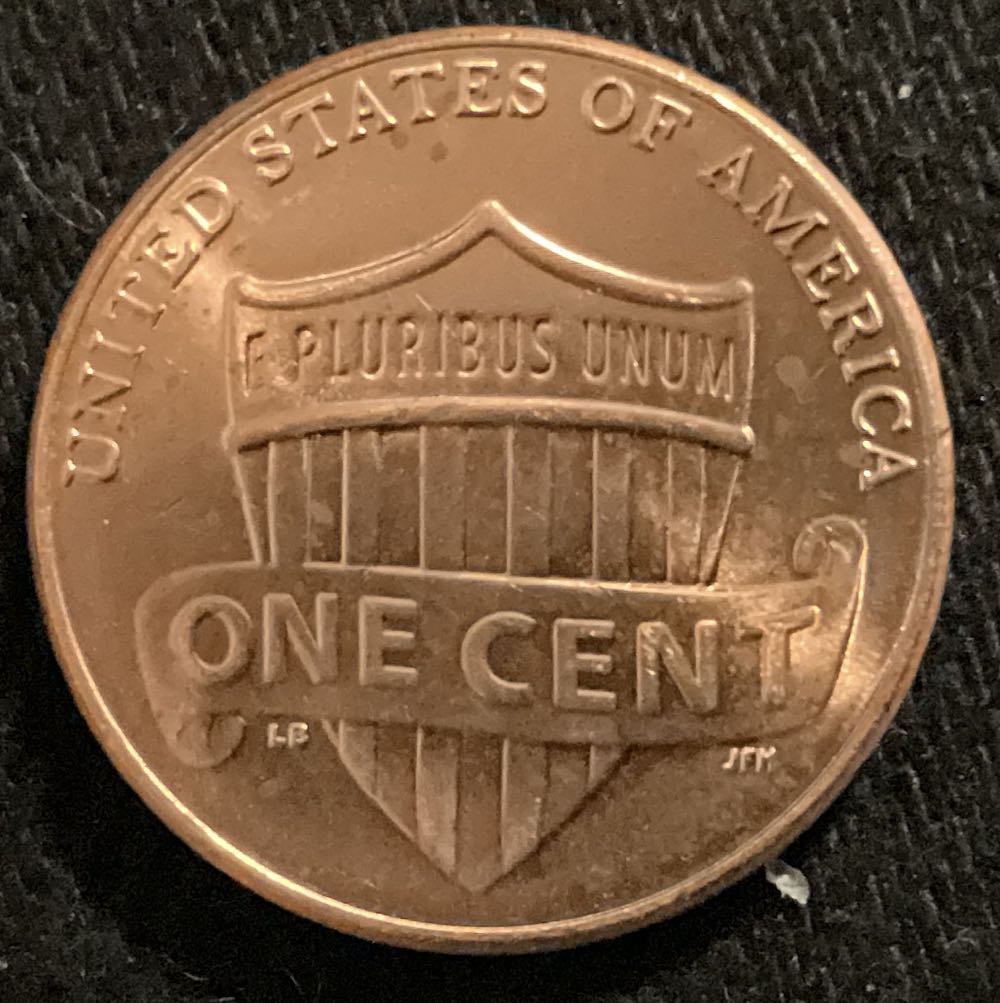 UNITED STATES OF AMERICA
E PLURIBUS UNUM
ONE CENT
LB
JFM